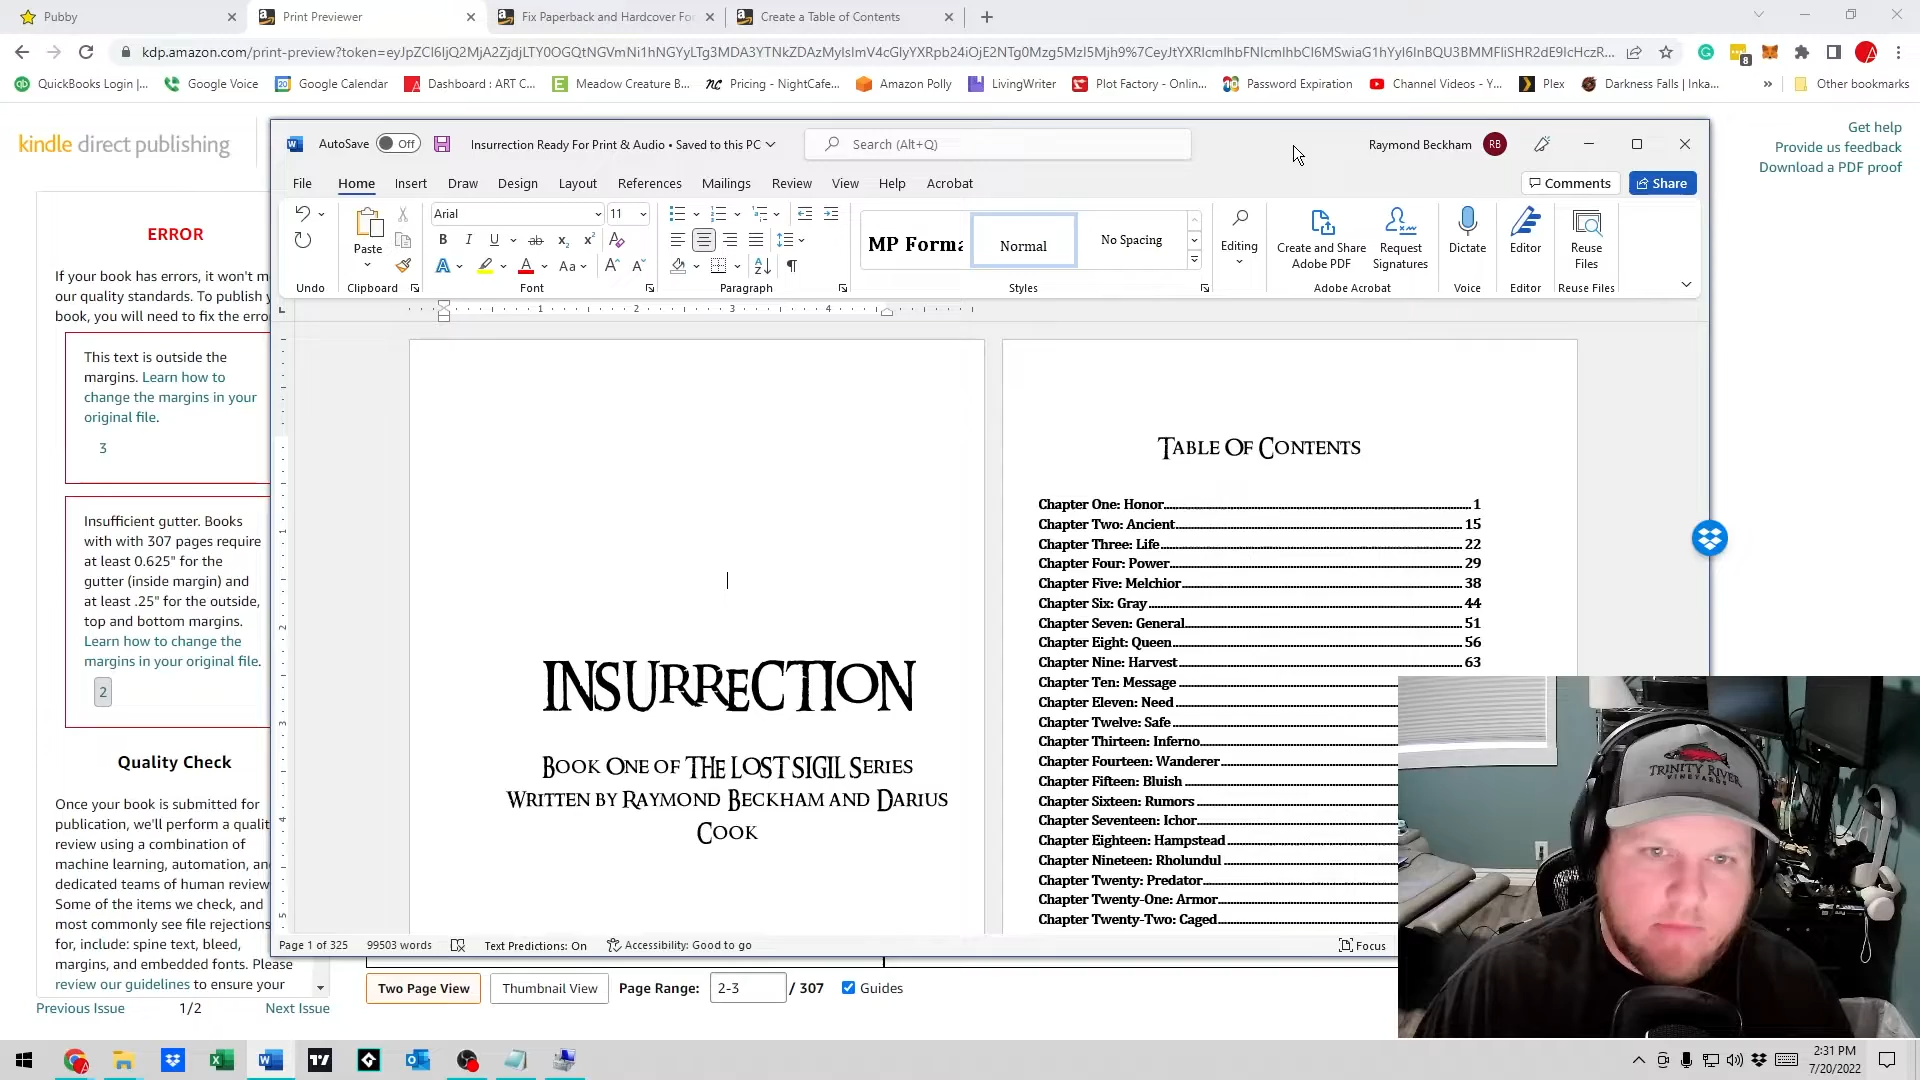 Pubby
Print Previewer
Fix Paperback and Hardcover For
Create a Table of Contents
kdp.amazon.com/print-preview?token=
QuickBooks Login |...
Google Voice
Google Calendar
Dashboard : ART C...
Meadow Creature B...
Pricing - NightCafe...
Amazon Polly
LivingWriter
Plot Factory - Onlin...
Password Expiration
Channel Videos - Y...
Plex
Darkness Falls | Inka...
Other bookmarks
kindle direct publishing
Get help
Provide us feedback
Download a PDF proof
AutoSave Off
Insurrection Ready For Print & Audio • Saved to this PC
Search (Alt+Q)
Raymond Beckham RB
File Home Insert Draw Design Layout References Mailings Review View Help Acrobat
Comments Share
Arial 11
Paste
MP Forma
Normal
No Spacing
Editing
Create and Share
Adobe PDF
Request
Signatures
Dictate
Editor
Reuse
Files
Undo Clipboard Font Paragraph Styles Adobe Acrobat Voice Editor Reuse Files
ERROR
If your book has errors, it won't m
our quality standards. To publish y
book, you will need to fix the erro
This text is outside the
margins. Learn how to
change the margins in your
original file.
3
Insufficient gutter. Books
with with 307 pages require
at least 0.625" for the
gutter (inside margin) and
at least .25" for the outside,
top and bottom margins.
Learn how to change the
margins in your original file.
2
Quality Check
Once your book is submitted for
publication, we'll perform a qualit
review using a combination of
machine learning, automation, an
dedicated teams of human review
Some of the items we check, and
most commonly see file rejections
for, include: spine text, bleed,
margins, and embedded fonts. Please
review our guidelines to ensure your
Previous Issue 1/2 Next Issue
INSURRECTION
Book One of THE LOST SIGIL Series
Written by Raymond Beckham and Darius
Cook
Table Of Contents
Chapter One: Honor 1
Chapter Two: Ancient 15
Chapter Three: Life 22
Chapter Four: Power 29
Chapter Five: Melchior 38
Chapter Six: Gray 44
Chapter Seven: General 51
Chapter Eight: Queen 56
Chapter Nine: Harvest 63
Chapter Ten: Message
Chapter Eleven: Need
Chapter Twelve: Safe
Chapter Thirteen: Inferno
Chapter Fourteen: Wanderer
Chapter Fifteen: Bluish
Chapter Sixteen: Rumors
Chapter Seventeen: Ichor
Chapter Eighteen: Hampstead
Chapter Nineteen: Rholundul
Chapter Twenty: Predator
Chapter Twenty-One: Armor
Chapter Twenty-Two: Caged
Page 1 of 325 99503 words Text Predictions: On Accessibility: Good to go Focus
Two Page View Thumbnail View Page Range: 2-3 / 307 Guides
TRINITY RIVER
VINEYARDS
2:31 PM
7/20/2022